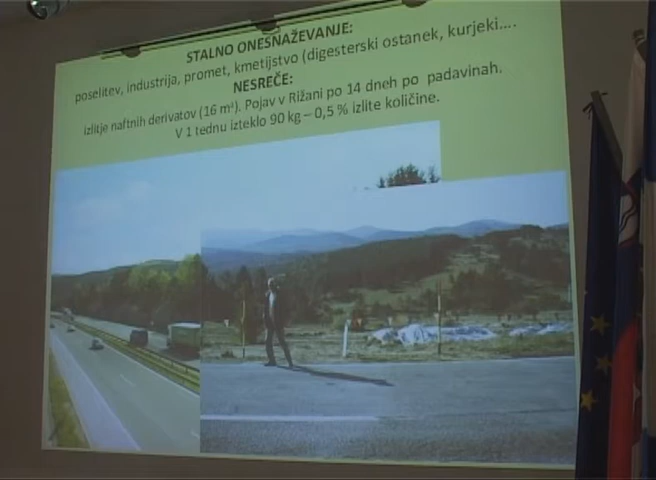 STALNO ONESNAŽEVANJE:
poselitev, industrija, promet, kmetijstvo (digesterski ostanek, kurjeki....
NESREČE:
izlitje naftnih derivatov (16 m³). Pojav v Rižani po 14 dneh po padavinah.
V 1 tednu izteklo 90 kg – 0,5 % izlite količine.